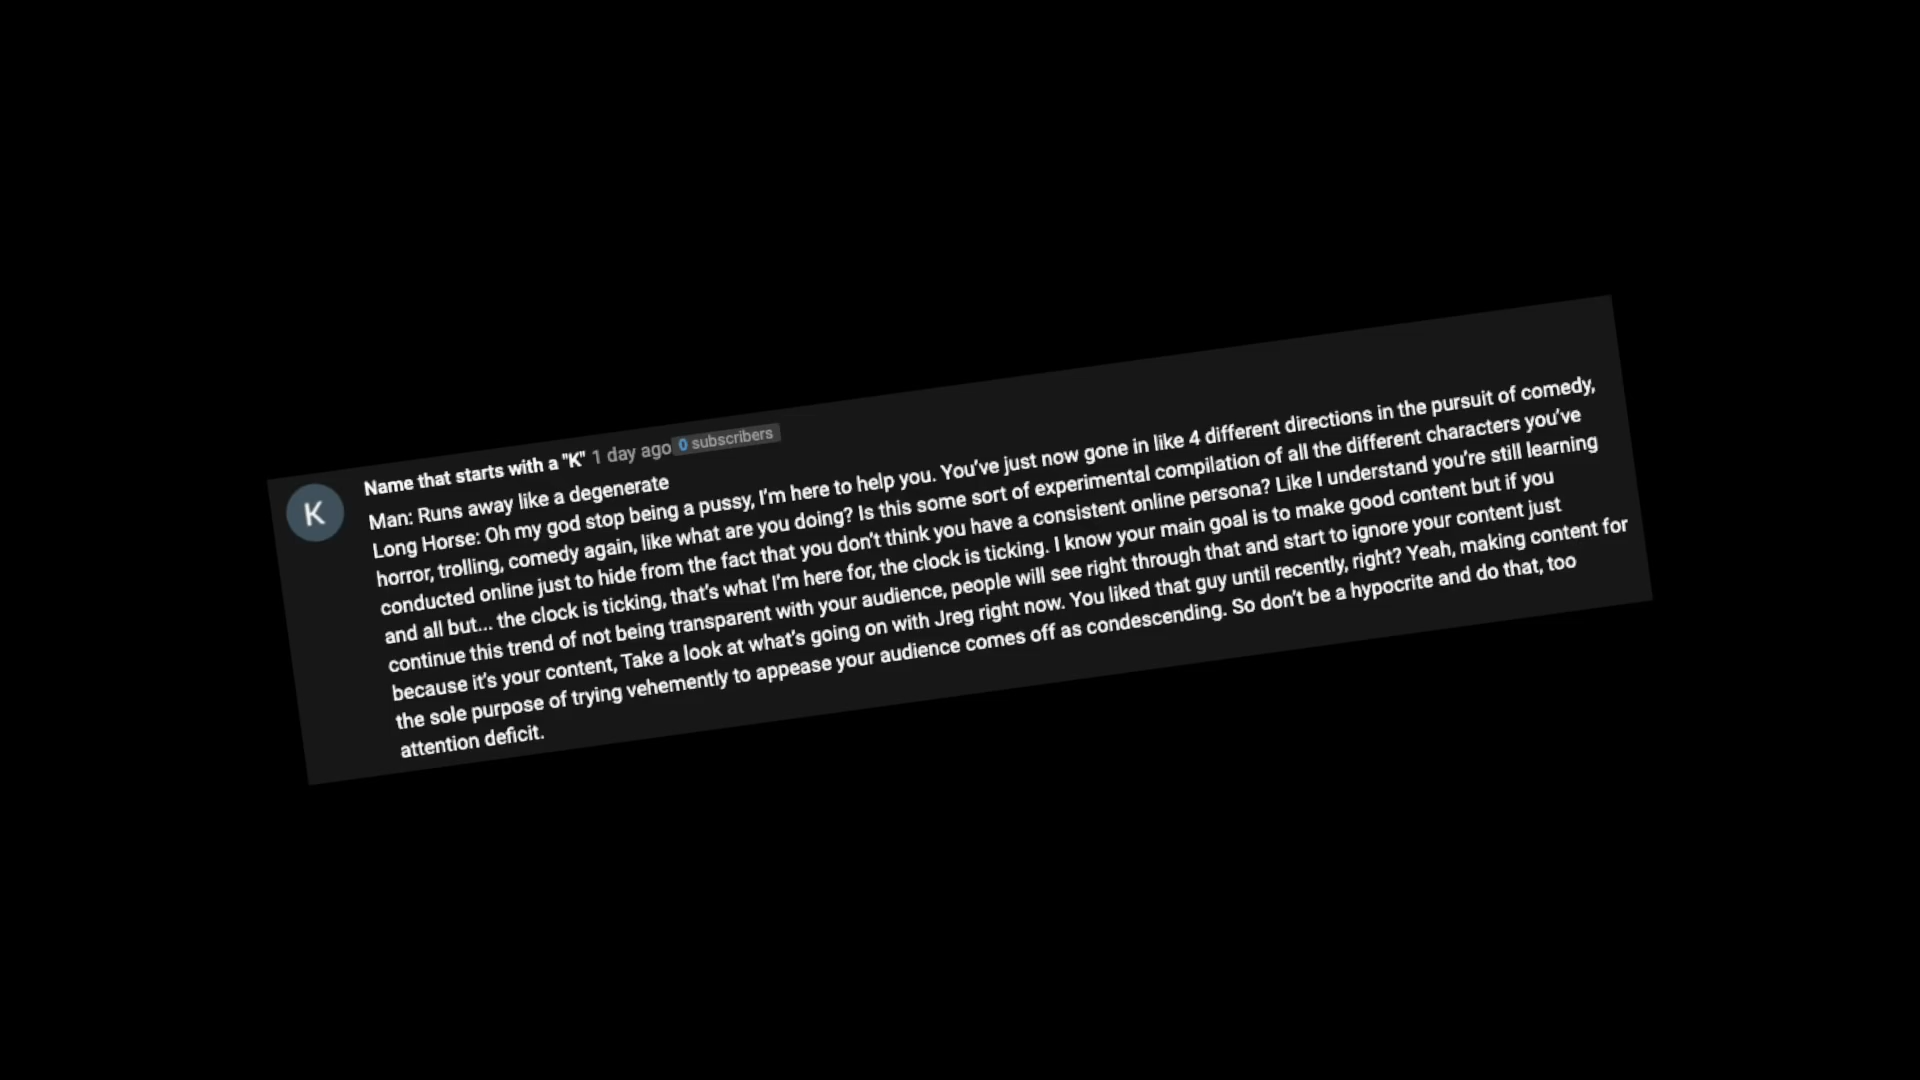 K
Name that starts with a "K" 1 day ago 0 subscribers
Man: Runs away like a degenerate
Long Horse: Oh my god stop being a pussy, I'm here to help you. You've just now gone in like 4 different directions in the pursuit of comedy,
horror, trolling, comedy again, like what are you doing? Is this some sort of experimental compilation of all the different characters you've
conducted online just to hide from the fact that you don't think you have a consistent online persona? Like I understand you're still learning
and all but... the clock is ticking, that's what I'm here for, the clock is ticking. I know your main goal is to make good content but if you
continue this trend of not being transparent with your audience, people will see right through that and start to ignore your content just
because it's your content, Take a look at what's going on with Jreg right now. You liked that guy until recently, right? Yeah, making content for
the sole purpose of trying vehemently to appease your audience comes off as condescending. So don't be a hypocrite and do that, too
attention deficit.